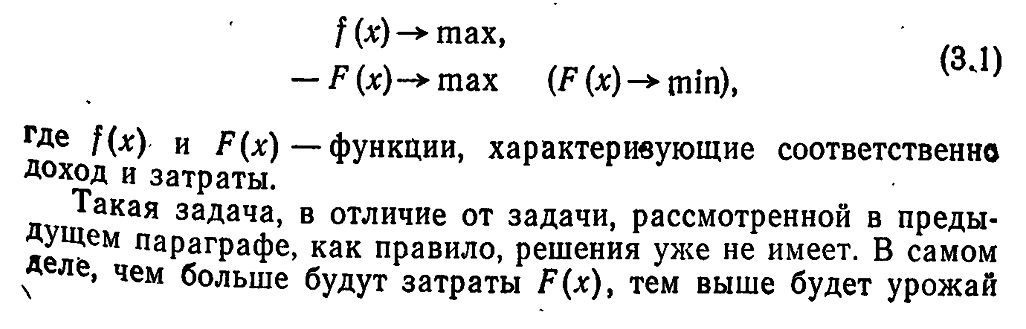 f (x) → max,
− F (x) → max (F (x) → min), (3.1)
где f(x) и F(x) — функции, характеризующие соответственно
доход и затраты.
Такая задача, в отличие от задачи, рассмотренной в преды-
дущем параграфе, как правило, решения уже не имеет. В самом
деле, чем больше будут затраты F(x), тем выше будет урожай